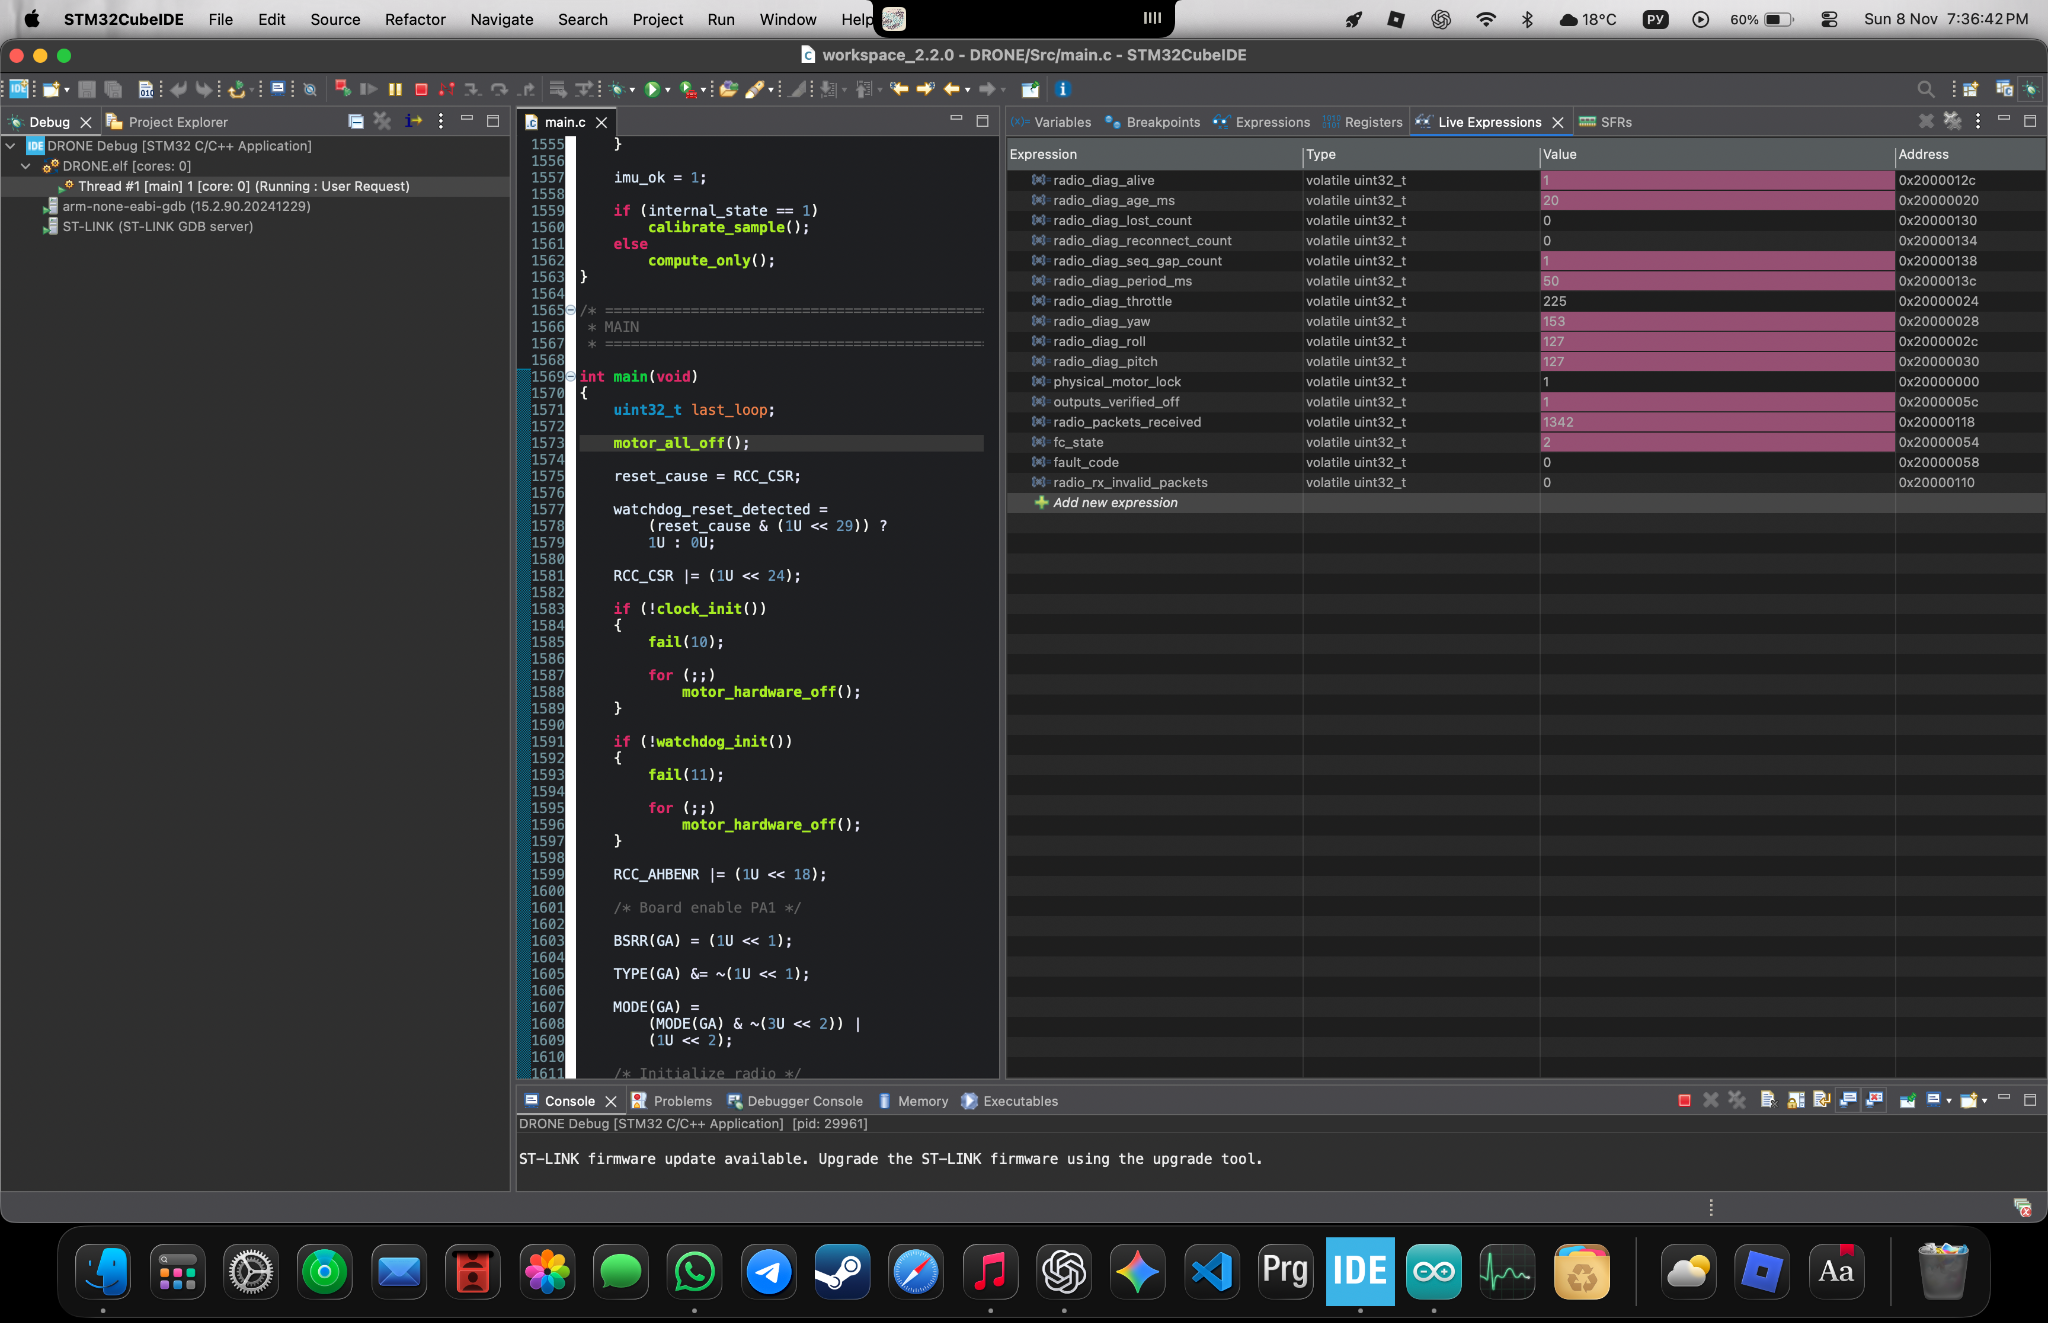 STM32CubeIDE File Edit Source Refactor Navigate Search Project Run Window Help 18°C РУ 60% Sun 8 Nov 7:36:42 PM
workspace_2.2.0 - DRONE/Src/main.c - STM32CubeIDE
Debug Project Explorer
IDE DRONE Debug [STM32 C/C++ Application]
DRONE.elf [cores: 0]
Thread #1 [main] 1 [core: 0] (Running : User Request)
arm-none-eabi-gdb (15.2.90.20241229)
ST-LINK (ST-LINK GDB server)
main.c
1555 }
1556
1557 imu_ok = 1;
1558
1559 if (internal_state == 1)
1560 calibrate_sample();
1561 else
1562 compute_only();
1563 }
1564
1565 /* ============================================
1566 * MAIN
1567 * ============================================
1568
1569 int main(void)
1570 {
1571 uint32_t last_loop;
1572
1573 motor_all_off();
1574
1575 reset_cause = RCC_CSR;
1576
1577 watchdog_reset_detected =
1578 (reset_cause & (1U << 29)) ?
1579 1U : 0U;
1580
1581 RCC_CSR |= (1U << 24);
1582
1583 if (!clock_init())
1584 {
1585 fail(10);
1586
1587 for (;;)
1588 motor_hardware_off();
1589 }
1590
1591 if (!watchdog_init())
1592 {
1593 fail(11);
1594
1595 for (;;)
1596 motor_hardware_off();
1597 }
1598
1599 RCC_AHBENR |= (1U << 18);
1600
1601 /* Board enable PA1 */
1602
1603 BSRR(GA) = (1U << 1);
1604
1605 TYPE(GA) &= ~(1U << 1);
1606
1607 MODE(GA) =
1608 (MODE(GA) & ~(3U << 2)) |
1609 (1U << 2);
1610
1611 /* Initialize radio */
Variables Breakpoints Expressions Registers Live Expressions SFRs
Expression Type Value Address
radio_diag_alive volatile uint32_t 1 0x2000012c
radio_diag_age_ms volatile uint32_t 20 0x20000020
radio_diag_lost_count volatile uint32_t 0 0x20000130
radio_diag_reconnect_count volatile uint32_t 0 0x20000134
radio_diag_seq_gap_count volatile uint32_t 1 0x20000138
radio_diag_period_ms volatile uint32_t 50 0x2000013c
radio_diag_throttle volatile uint32_t 225 0x20000024
radio_diag_yaw volatile uint32_t 153 0x20000028
radio_diag_roll volatile uint32_t 127 0x2000002c
radio_diag_pitch volatile uint32_t 127 0x20000030
physical_motor_lock volatile uint32_t 1 0x20000000
outputs_verified_off volatile uint32_t 1 0x2000005c
radio_packets_received volatile uint32_t 1342 0x20000118
fc_state volatile uint32_t 2 0x20000054
fault_code volatile uint32_t 0 0x20000058
radio_rx_invalid_packets volatile uint32_t 0 0x20000110
Add new expression
Console Problems Debugger Console Memory Executables
DRONE Debug [STM32 C/C++ Application] [pid: 29961]
ST-LINK firmware update available. Upgrade the ST-LINK firmware using the upgrade tool.
Prg IDE Aa